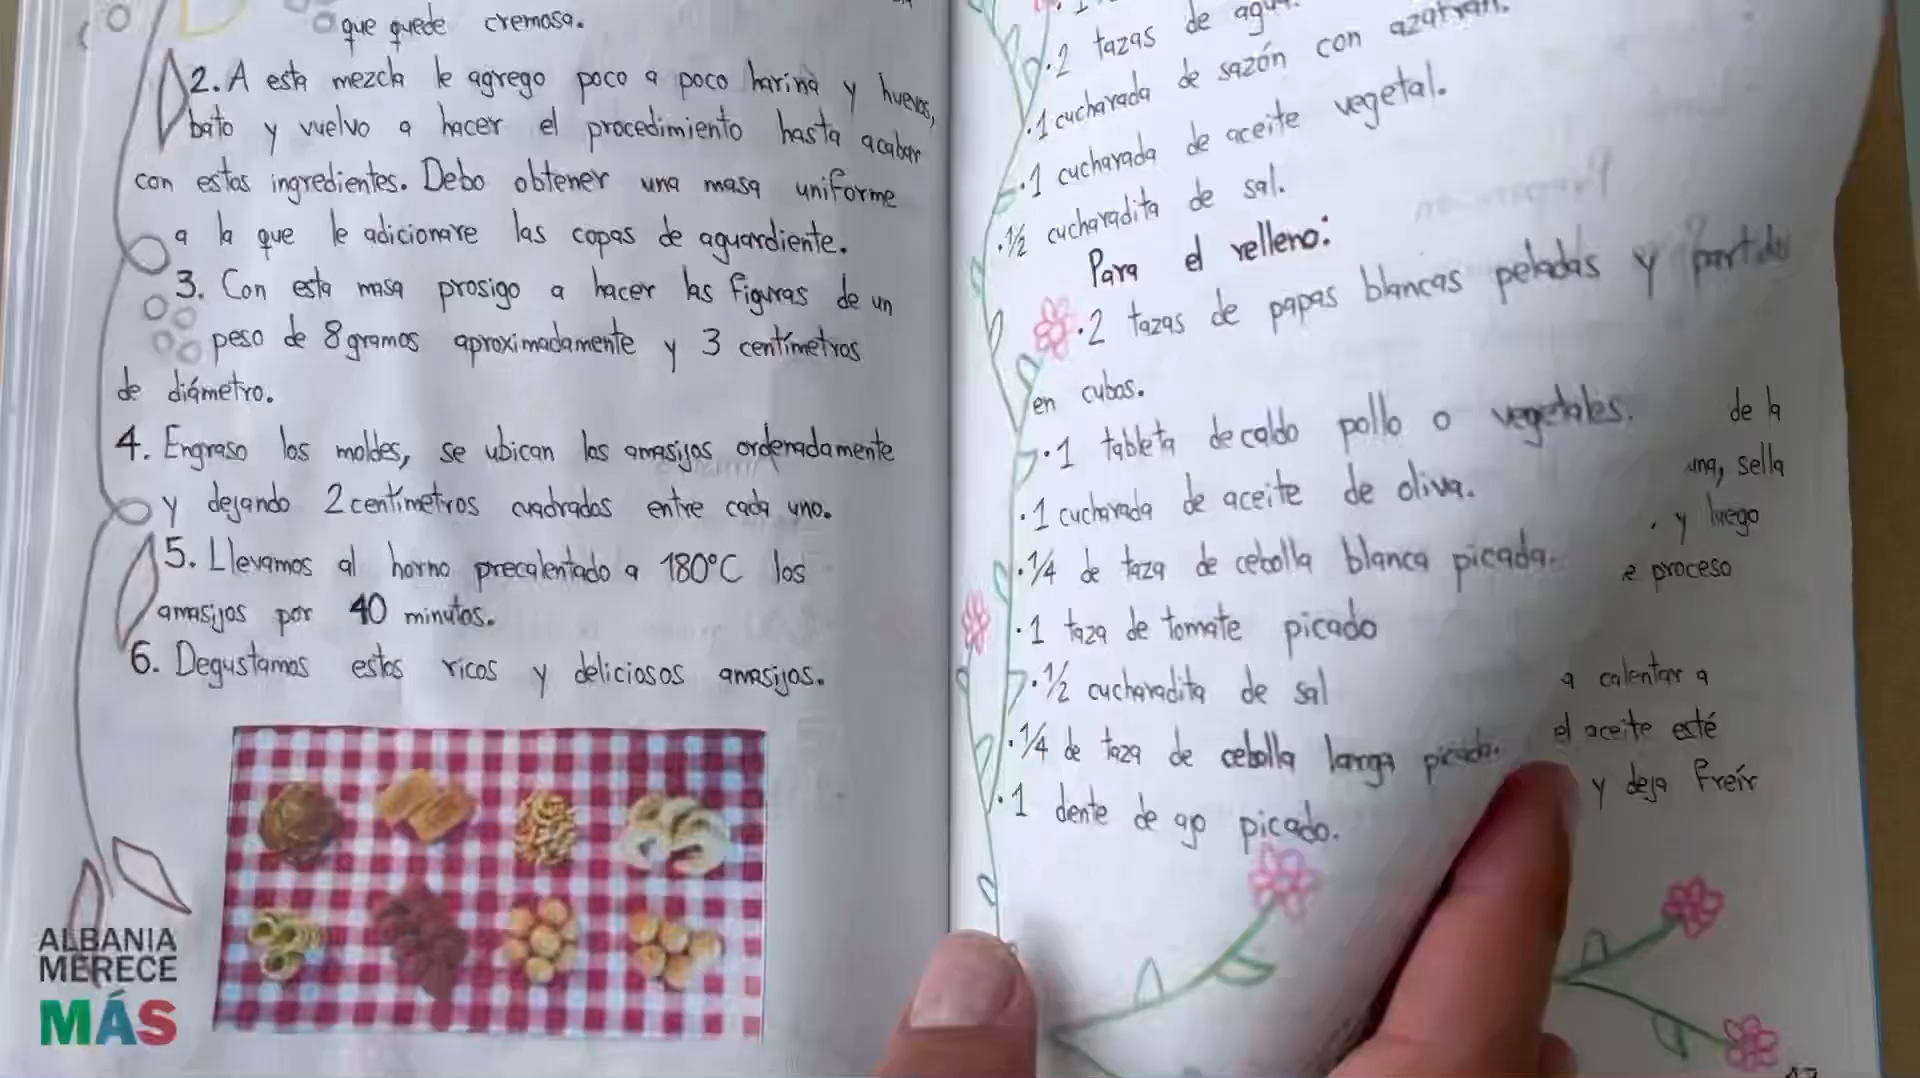 que quede cremosa.
2. A esta mezcla le agrego poco a poco harina y huevos,
bato y vuelvo a hacer el procedimiento hasta acabar
con estos ingredientes. Debo obtener una masa uniforme
a la que le adicionare las copas de aguardiente.
3. Con esta masa prosigo a hacer las figuras de un
peso de 8 gramos aproximadamente y 3 centímetros
de diámetro.
4. Engraso los moldes, se ubican los amasijos ordenadamente
y dejando 2 centímetros cuadrados entre cada uno.
5. Llevamos al horno precalentado a 180°C los
amasijos por 40 minutos.
6. Degustamos estos ricos y deliciosos amasijos.
ALBANIA
MERECE
MÁS
·2 tazas de agua.
·1 cucharada de sazón con azafrán.
·1 cucharada de aceite vegetal.
·½ cucharadita de sal.
Para el relleno:
·2 tazas de papas blancas peladas y partidas
en cubos.
·1 tableta de caldo pollo o vegetales.
·1 cucharada de aceite de oliva.
·¼ de taza de cebolla blanca picada.
·1 taza de tomate picado
·½ cucharadita de sal
·¼ de taza de cebolla larga picada.
·1 dente de ajo picado.
de la
una, sella
y luego
e proceso
a calentar a
el aceite esté
y deja freír